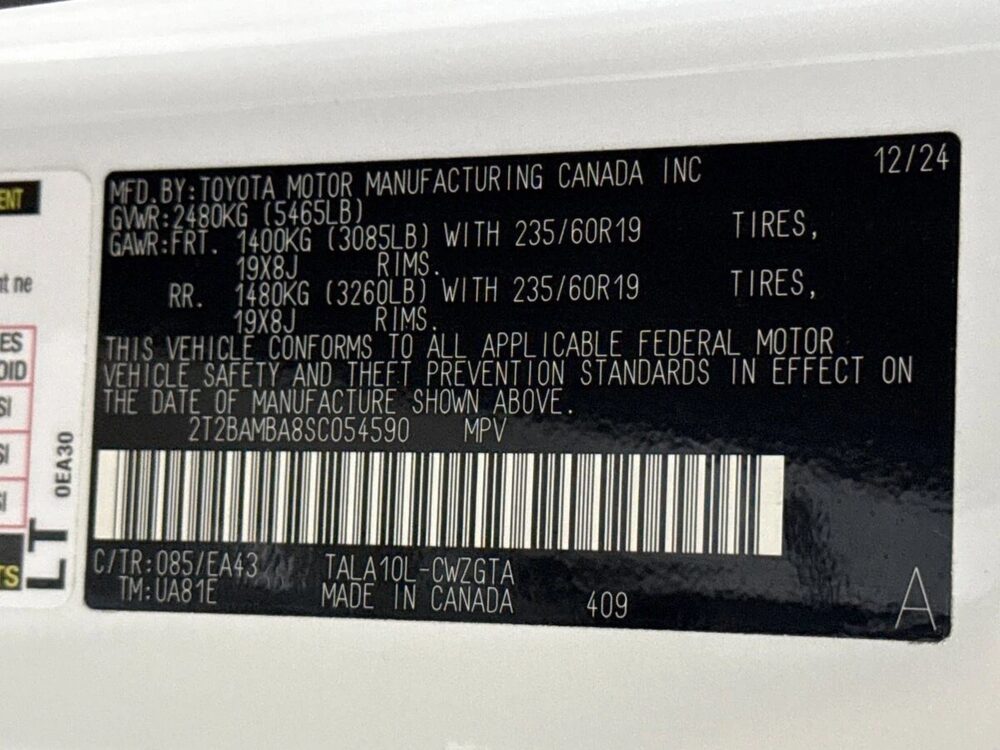 12/24
MFD.BY:TOYOTA MOTOR MANUFACTURING CANADA INC
GVWR:2480KG (5465LB)
GAWR:FRT. 1400KG (3085LB) WITH 235/60R19 TIRES,
19X8J RIMS.
RR. 1480KG (3260LB) WITH 235/60R19 TIRES,
19X8J RIMS.
THIS VEHICLE CONFORMS TO ALL APPLICABLE FEDERAL MOTOR
VEHICLE SAFETY AND THEFT PREVENTION STANDARDS IN EFFECT ON
THE DATE OF MANUFACTURE SHOWN ABOVE.
2T2BAMBA8SC054590 MPV
C/TR:085/EA43 TALA10L-CWZGTA
TM:UA81E MADE IN CANADA 409
A
0EA30
LT